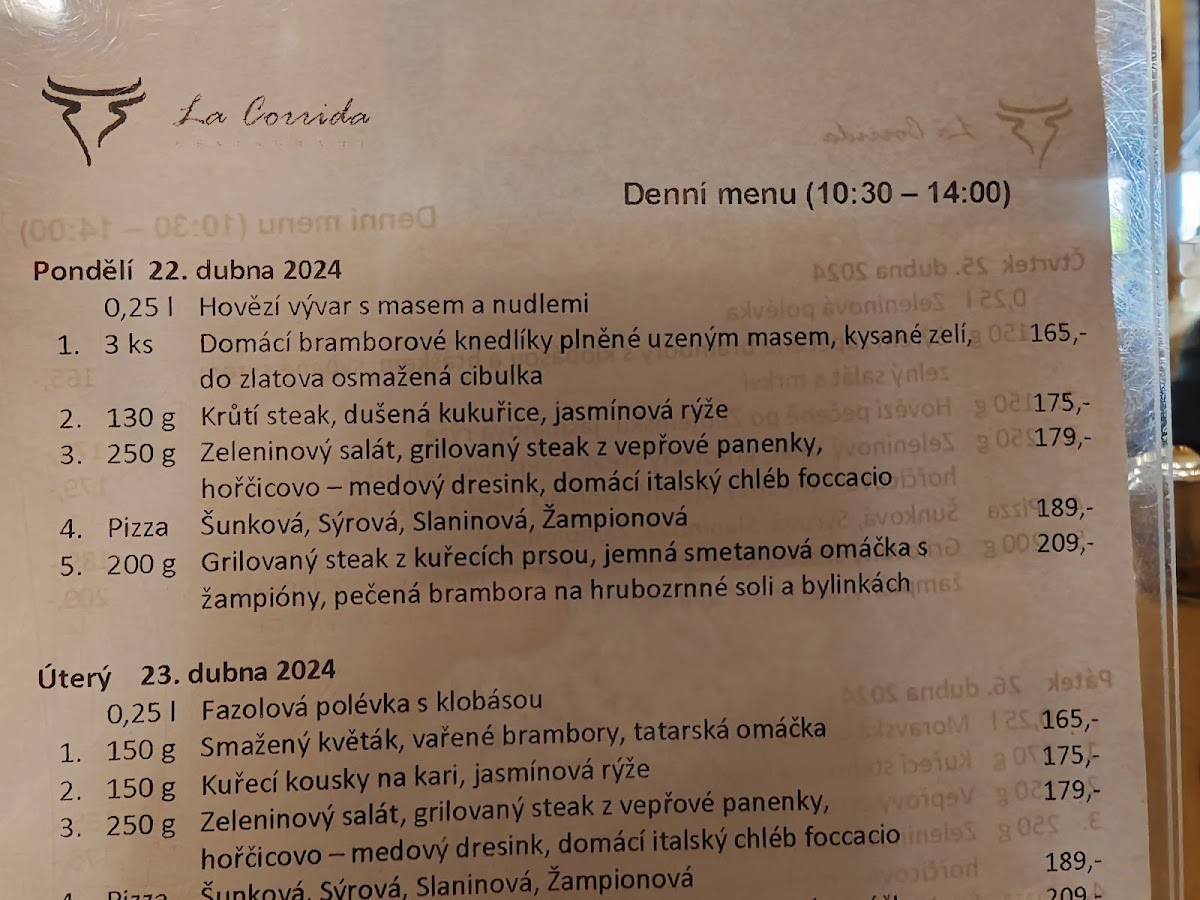 La Corrida
Denní menu (10:30 – 14:00)
Pondělí 22. dubna 2024
0,25 l Hovězí vývar s masem a nudlemi
1. 3 ks Domácí bramborové knedlíky plněné uzeným masem, kysané zelí, 165,-
do zlatova osmažená cibulka
2. 130 g Krůtí steak, dušená kukuřice, jasmínová rýže 175,-
3. 250 g Zeleninový salát, grilovaný steak z vepřové panenky, 179,-
hořčicovo – medový dresink, domácí italský chléb foccacio
4. Pizza Šunková, Sýrová, Slaninová, Žampionová 189,-
5. 200 g Grilovaný steak z kuřecích prsou, jemná smetanová omáčka s 209,-
žampióny, pečená brambora na hrubozrnné soli a bylinkách
Úterý 23. dubna 2024
0,25 l Fazolová polévka s klobásou
1. 150 g Smažený květák, vařené brambory, tatarská omáčka 165,-
2. 150 g Kuřecí kousky na kari, jasmínová rýže 175,-
3. 250 g Zeleninový salát, grilovaný steak z vepřové panenky, 179,-
hořčicovo – medový dresink, domácí italský chléb foccacio
4. Pizza Šunková, Sýrová, Slaninová, Žampionová 189,-
209,-